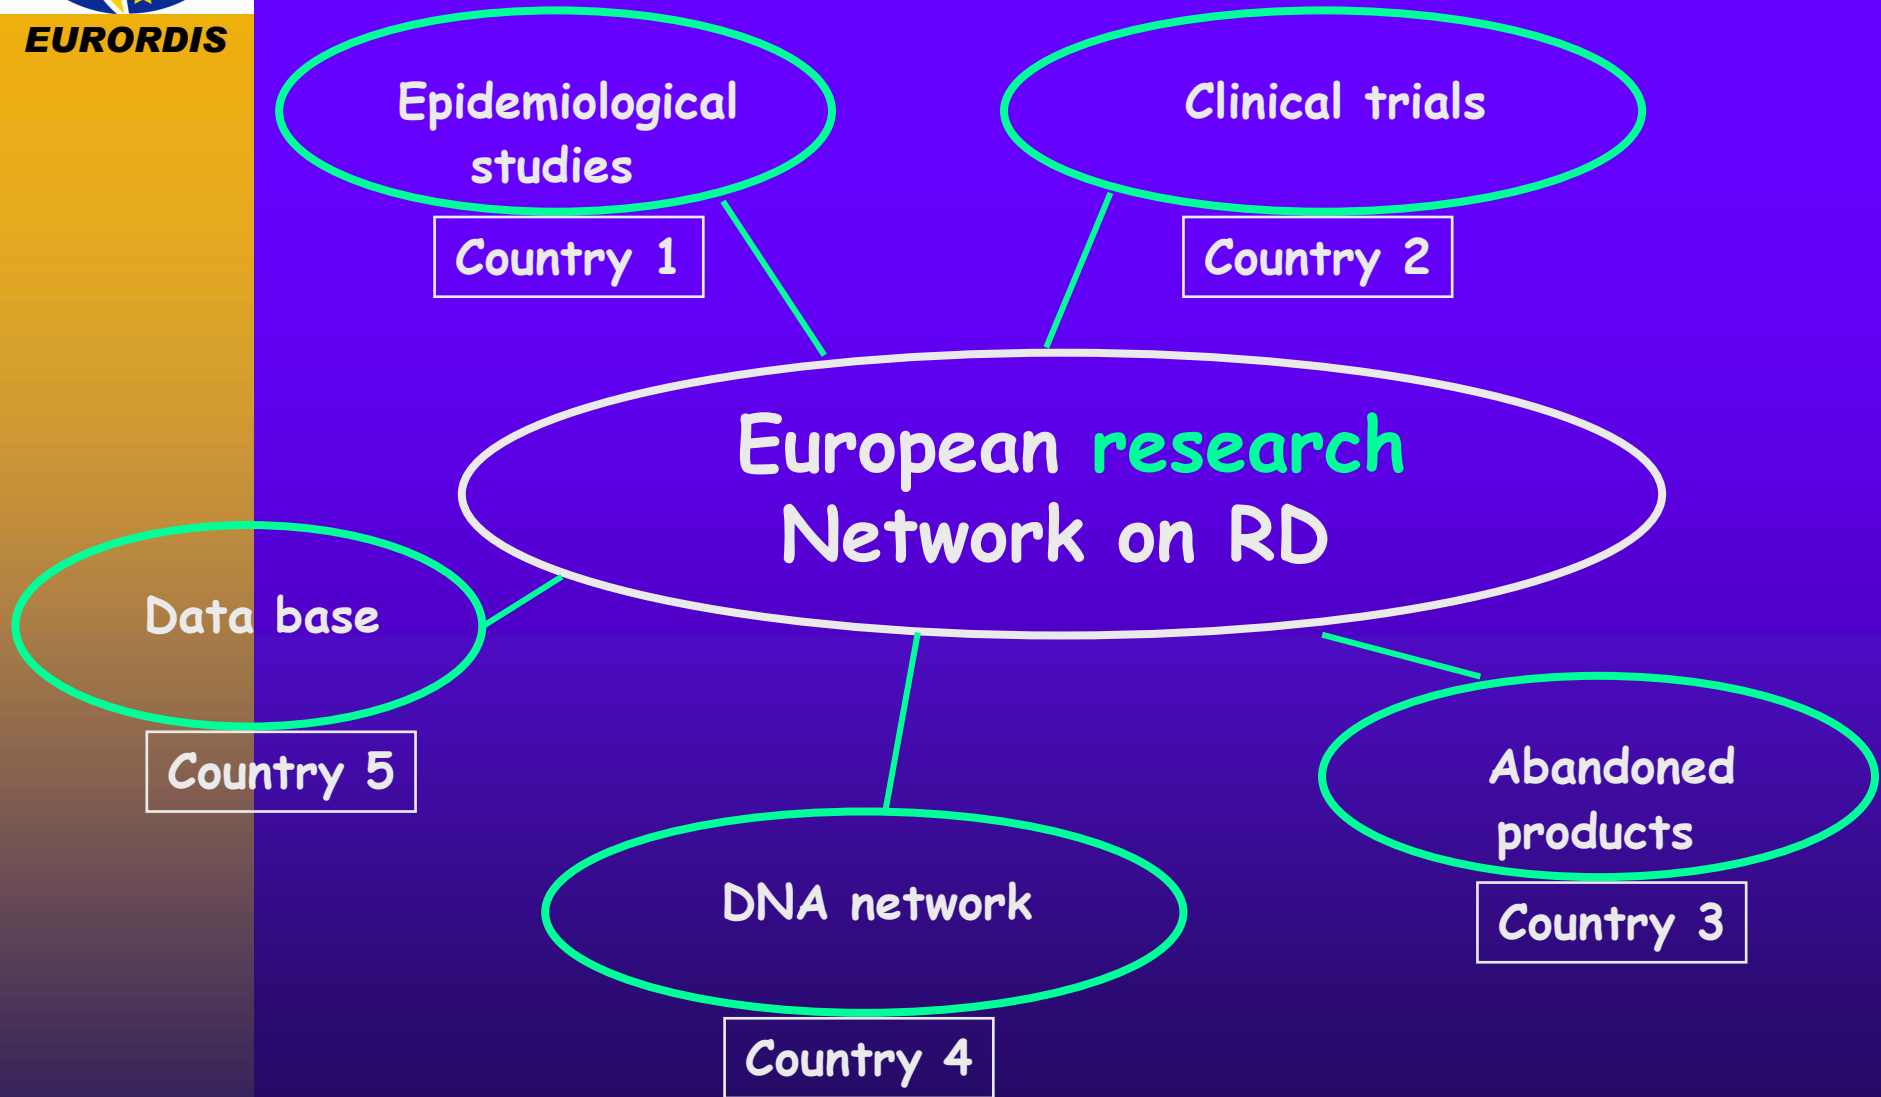 EURORDIS
Epidemiological
studies
Country 1
Clinical trials
Country 2
European research
Network on RD
Data base
Country 5
Abandoned
products
Country 3
DNA network
Country 4